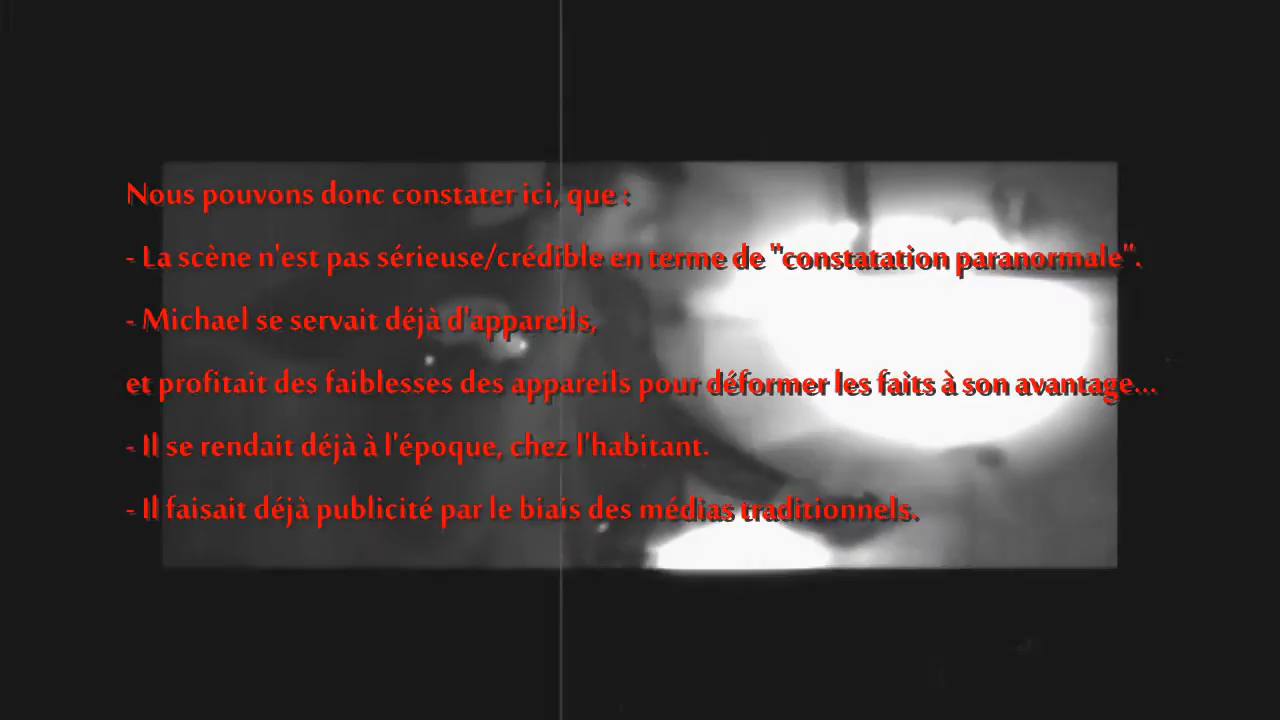 Nous pouvons donc constater ici, que :
- La scène n'est pas sérieuse/crédible en terme de "constatation paranormale".
- Michael se servait déjà d'appareils,
et profitait des faiblesses des appareils pour déformer les faits à son avantage...
- Il se rendait déjà à l'époque, chez l'habitant.
- Il faisait déjà publicité par le biais des médias traditionnels.